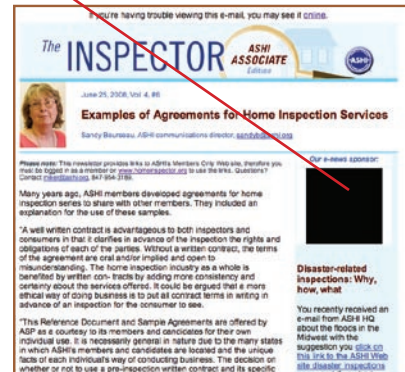 If you're having trouble viewing this e-mail, you may see it online.
The INSPECTOR ASHI
ASSOCIATE
Edition
ASHI
June 25, 2008, Vol. 4, #6
Examples of Agreements for Home Inspection Services
Sandy Bourseau, ASHI communications director,
Please note: This newsletter provides links to ASHI's Members Only Web site, therefore you
must be logged in as a member on www.homeinspector.org to use the links. Questions?
Contact 847-954-3189.
Many years ago, ASHI members developed agreements for home
inspection series to share with other members. They included an
explanation for the use of these samples.
"A well written contract is advantageous to both inspectors and
consumers in that it clarifies in advance of the inspection the rights and
obligations of each of the parties. Without a written contract, the terms
of the agreement are oral and/or implied and open to
misunderstanding. The home inspection industry as a whole is
benefited by written con- tracts by adding more consistency and
certainty about the services offered. It could be argued that a more
ethical way of doing business is to put all contract terms in writing in
advance of an inspection for the consumer to see.
"This Reference Document and Sample Agreements are offered by
ASP as a courtesy to its members and candidates for their own
individual use. It is necessarily general in nature due to the many states
in which ASHI's members and candidates are located and the unique
facts of each individual's way of conducting business. The decision on
whether or not to use a pre-inspection written contract and its specific
Our e-news sponsor:
Disaster-related
inspections: Why,
how, what
You recently received an
e-mail from ASHI HQ
about the floods in the
Midwest with the
suggestion you click on
this link to the ASHI Web
site disaster inspections